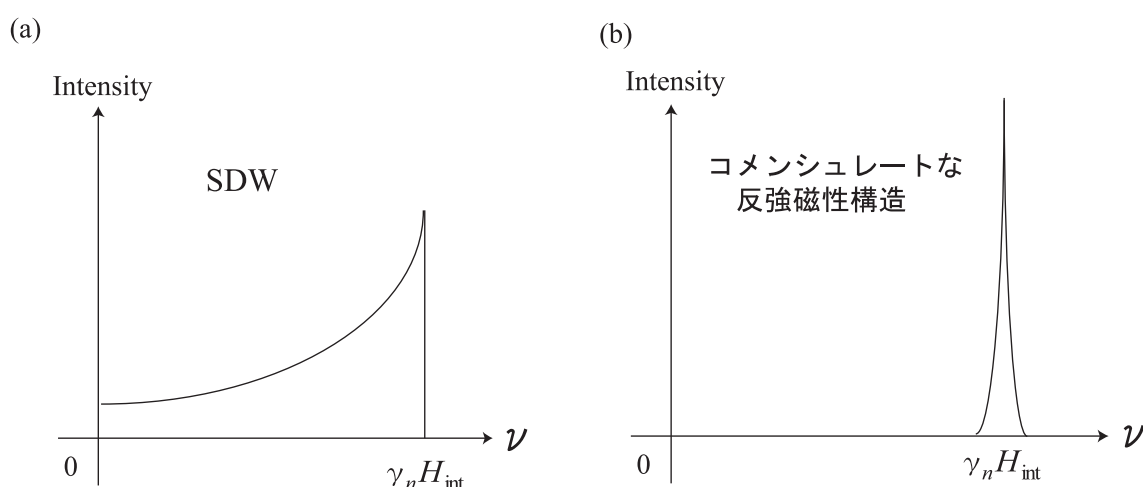 (a)
Intensity
SDW
0
γnHint
ν
(b)
Intensity
コメンシュレートな
反強磁性構造
0
γnHint
ν